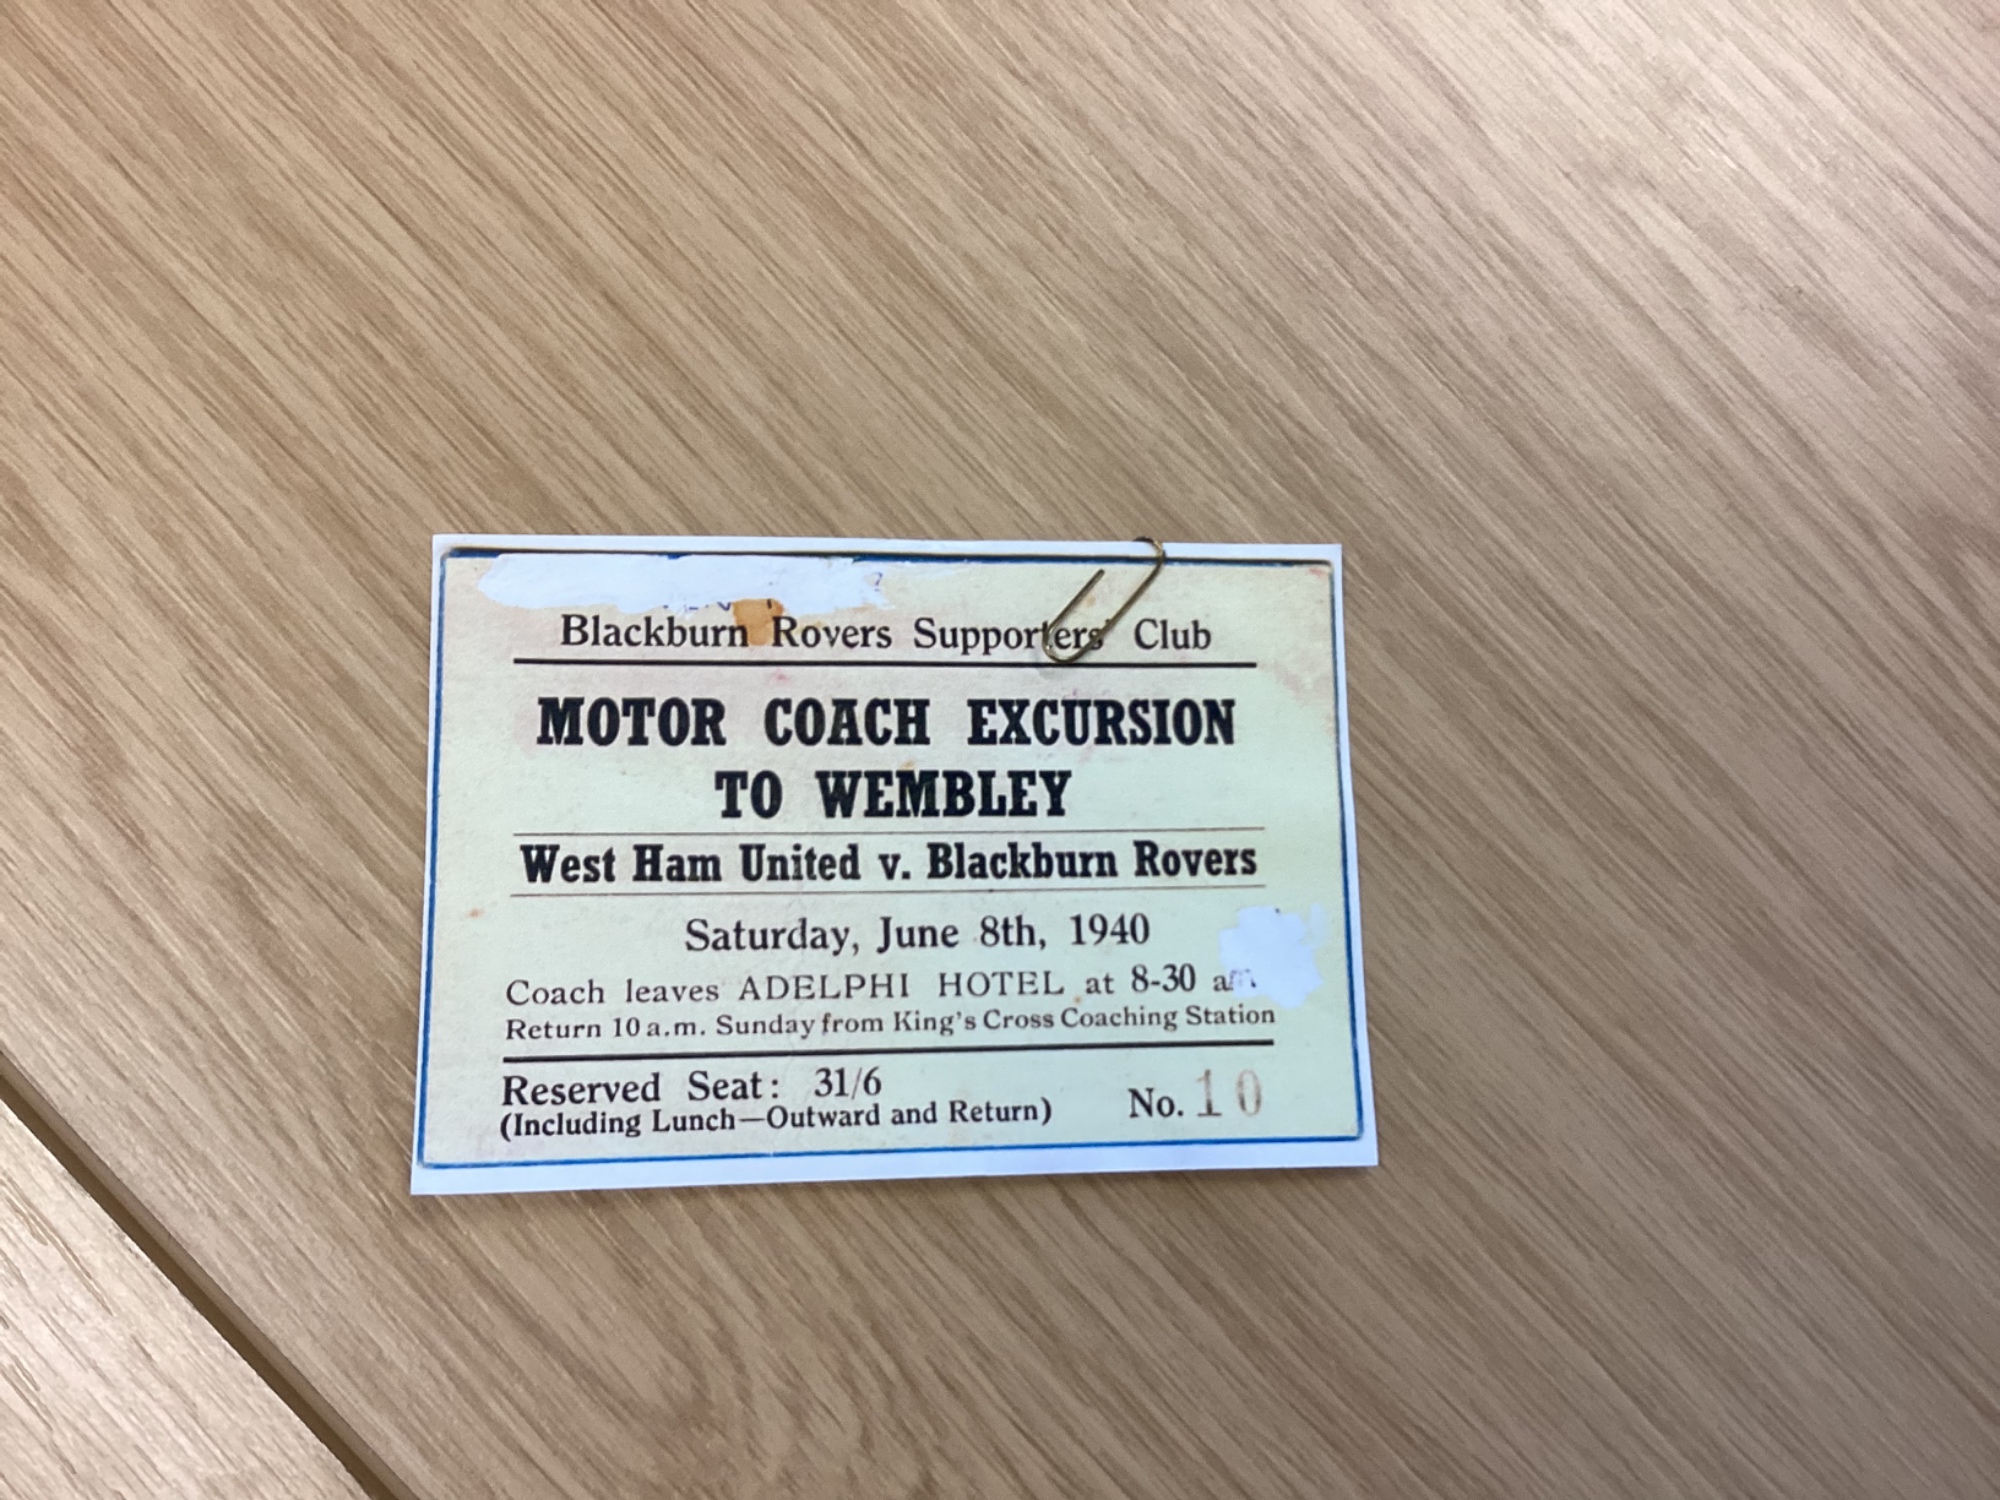 Blackburn Rovers Supporters' Club
MOTOR COACH EXCURSION
TO WEMBLEY
West Ham United v. Blackburn Rovers
Saturday, June 8th, 1940
Coach leaves ADELPHI HOTEL at 8-30 am
Return 10 a.m. Sunday from King's Cross Coaching Station
Reserved Seat: 31/6
(Including Lunch—Outward and Return)
No. 10